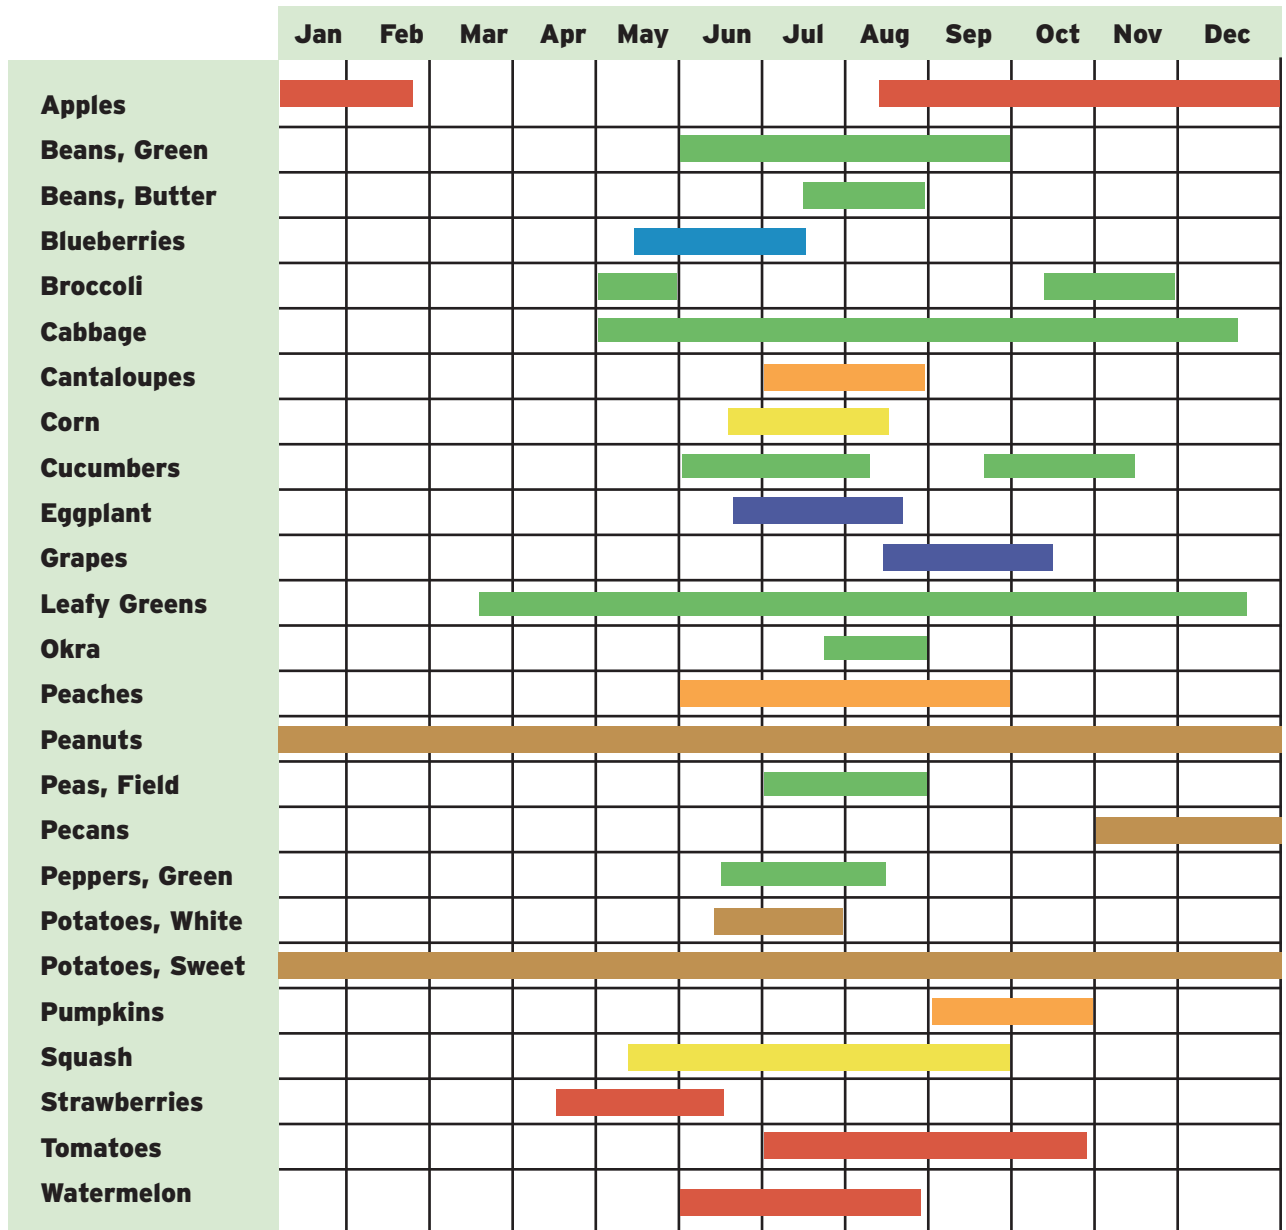 Jan Feb Mar Apr May Jun Jul Aug Sep Oct Nov Dec
Apples
Beans, Green
Beans, Butter
Blueberries
Broccoli
Cabbage
Cantaloupes
Corn
Cucumbers
Eggplant
Grapes
Leafy Greens
Okra
Peaches
Peanuts
Peas, Field
Pecans
Peppers, Green
Potatoes, White
Potatoes, Sweet
Pumpkins
Squash
Strawberries
Tomatoes
Watermelon